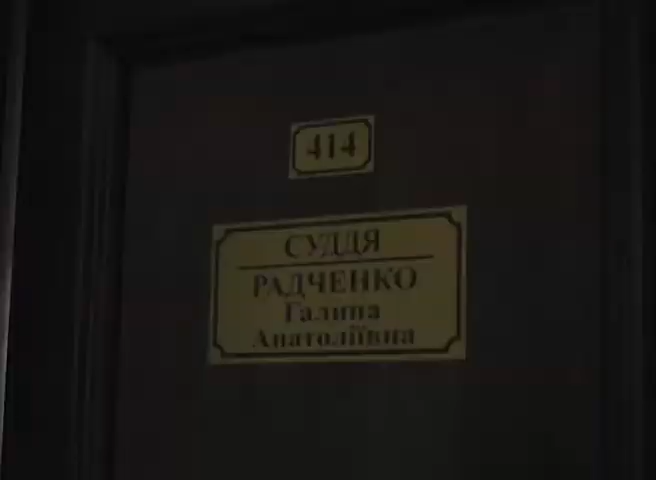 414
СУДДЯ
РАДЧЕНКО
Галина
Анатоліївна